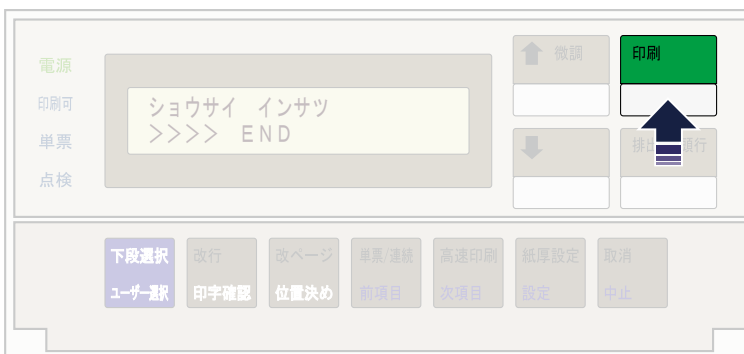 電源
印刷可
単票
点検
ショウサイ インサツ
>>>> END
微調
印刷
下段選択
ユーザー選択
改行
印字確認
改ページ
位置決め
単票/連続
前項目
高速印刷
次項目
紙厚設定
設定
取消
中止